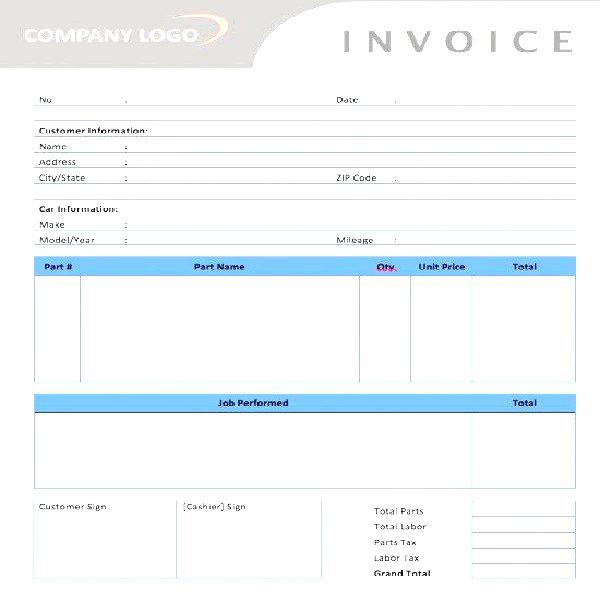 COMPANY LOGO INVOICE
No : Date :
Customer Information:
Name :
Address :
City/State : ZIP Code :
Car Information:
Make :
Model/Year : Mileage :
Part # Part Name Qty. Unit Price Total
Job Performed Total
Customer Sign [Cashier] Sign
Total Parts
Total Labor
Parts Tax
Labor Tax
Grand Total